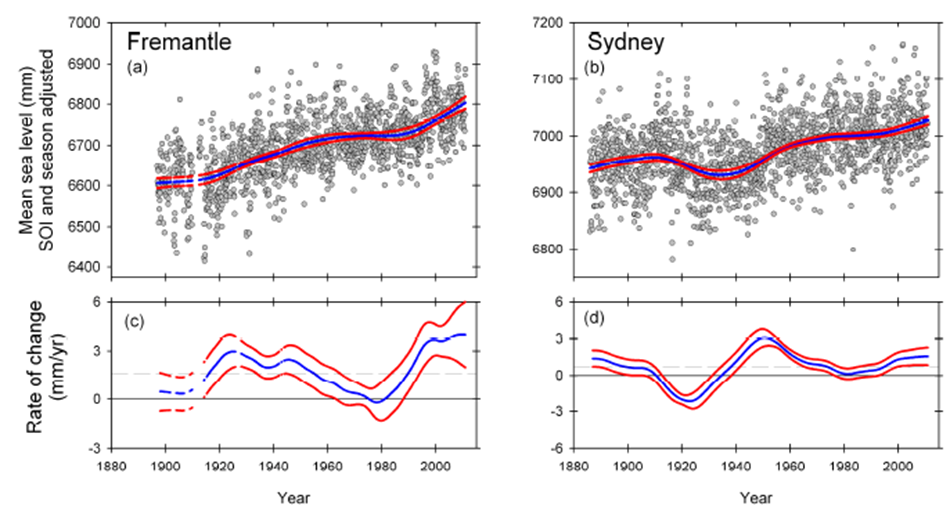 Fremantle
(a)
Mean sea level (mm)
SOI and season adjusted
7000
6900
6800
6700
6600
6500
6400
Sydney
(b)
7200
7100
7000
6900
6800
(c)
Rate of change
(mm/yr)
6
3
0
-3
1880 1900 1920 1940 1960 1980 2000
Year
(d)
6
3
0
-3
-6
1880 1900 1920 1940 1960 1980 2000
Year